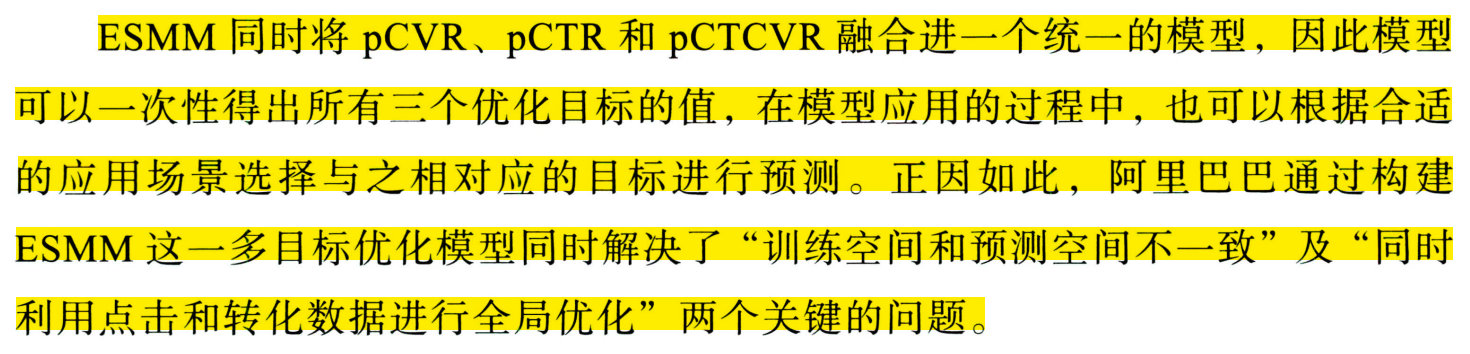 ESMM 同时将 pCVR、pCTR 和 pCTCVR 融合进一个统一的模型，因此模型
可以一次性得出所有三个优化目标的值，在模型应用的过程中，也可以根据合适
的应用场景选择与之相对应的目标进行预测。正因如此，阿里巴巴通过构建
ESMM 这一多目标优化模型同时解决了“训练空间和预测空间不一致”及“同时
利用点击和转化数据进行全局优化”两个关键的问题。